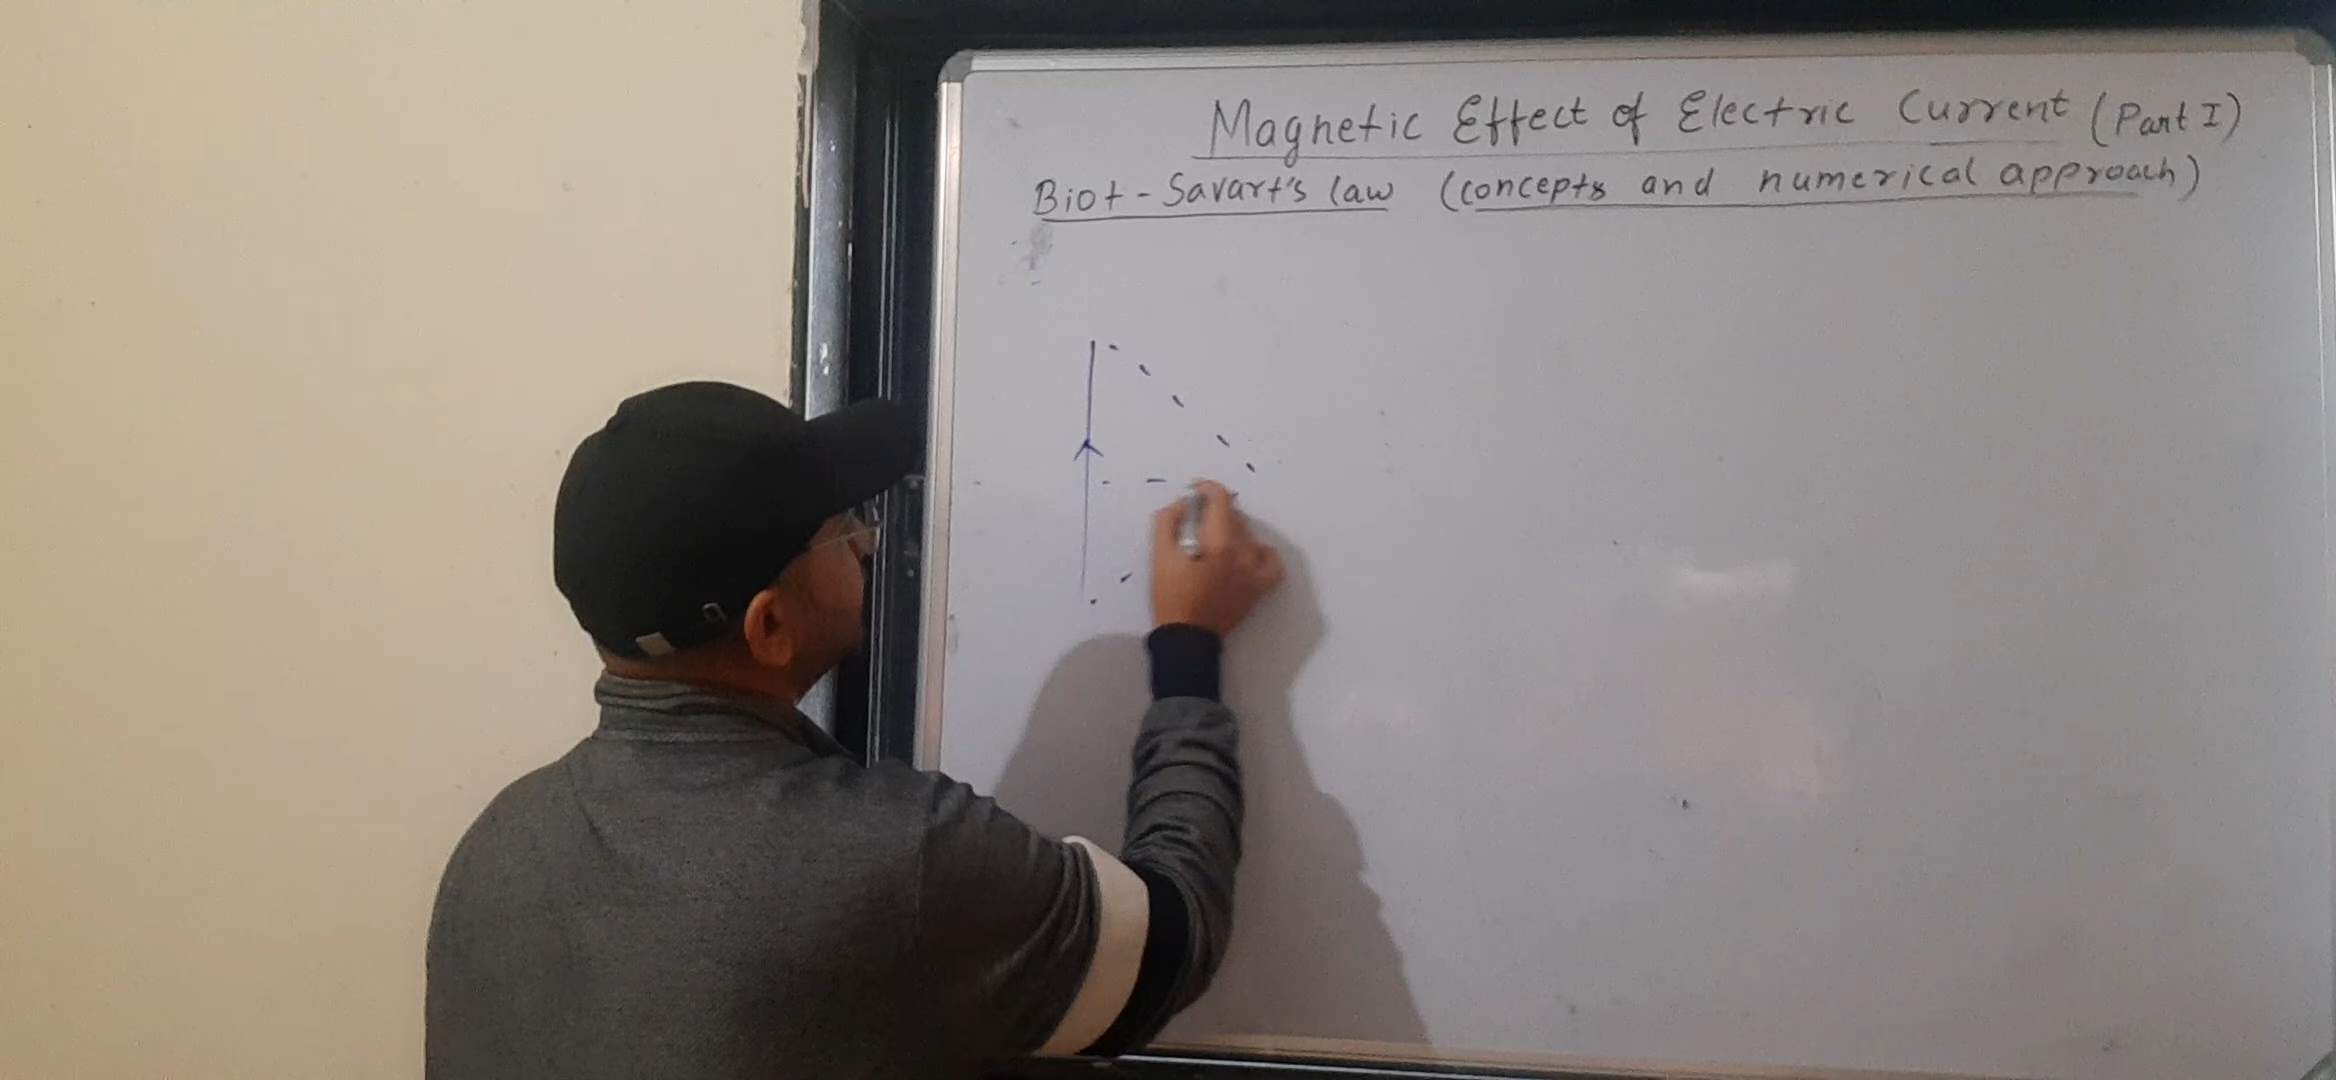 Magnetic Effect of Electric Current (Part I)
Biot-Savart's law (concepts and numerical approach)